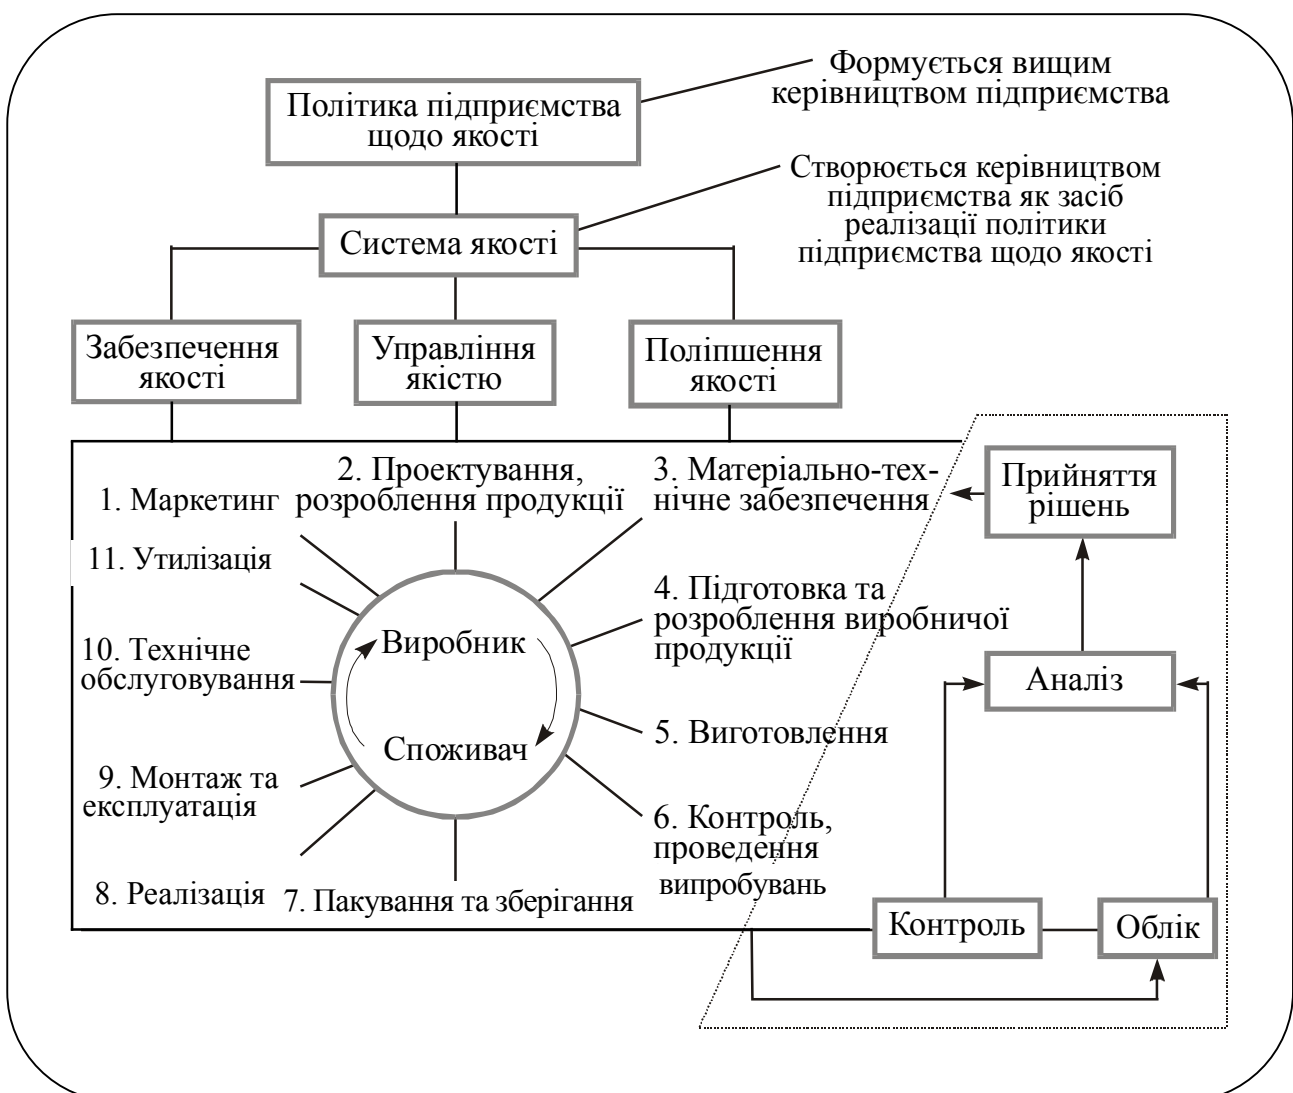 Формується вищим
керівництвом підприємства
Політика підприємства
щодо якості
Створюється керівництвом
підприємства як засіб
реалізації політики
підприємства щодо якості
Система якості
Забезпечення
якості
Управління
якістю
Поліпшення
якості
1. Маркетинг
2. Проектування,
розроблення продукції
3. Матеріально-тех-
нічне забезпечення
Прийняття
рішень
11. Утилізація
4. Підготовка та
розроблення виробничої
продукції
Виробник
10. Технічне
обслуговування
Аналіз
5. Виготовлення
Споживач
9. Монтаж та
експлуатація
6. Контроль,
проведення
випробувань
8. Реалізація
7. Пакування та зберігання
Контроль
Облік